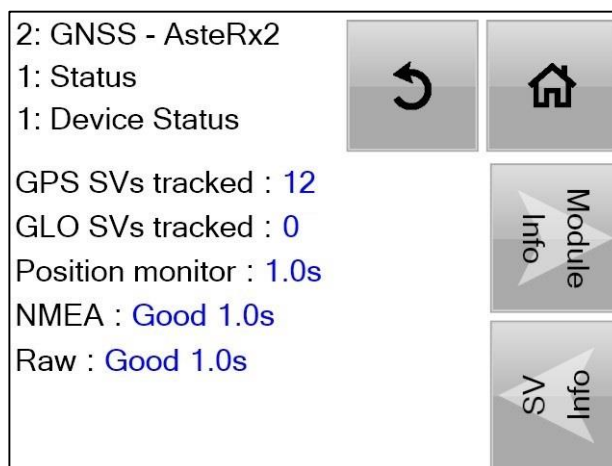 2: GNSS - AsteRx2
1: Status
1: Device Status
GPS SVs tracked : 12
GLO SVs tracked : 0
Position monitor : 1.0s
NMEA : Good 1.0s
Raw : Good 1.0s
Module
Info
SV
Info